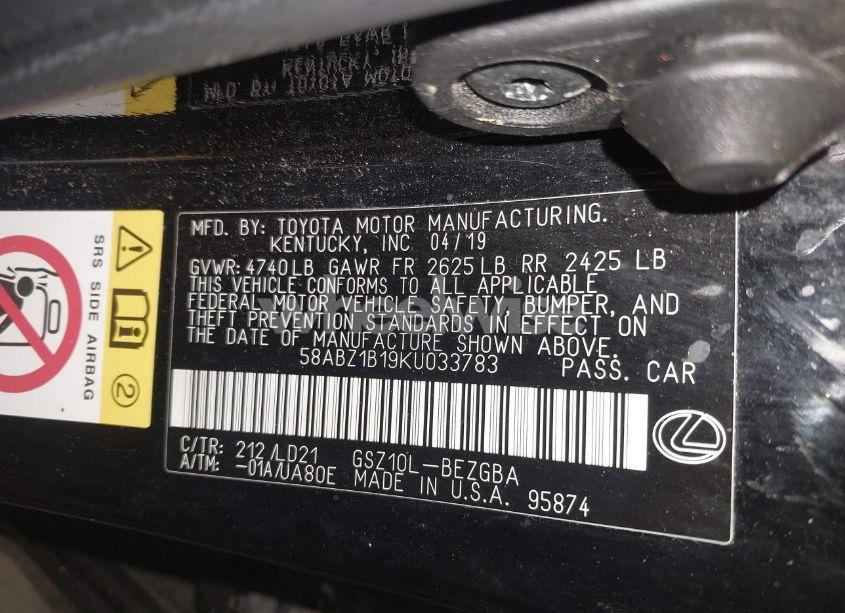 MFD. BY: TOYOTA MOTOR MANUFACTURING.
KENTUCKY, INC 04/19
GVWR: 4740LB GAWR FR 2625LB RR 2425 LB
THIS VEHICLE CONFORMS TO ALL APPLICABLE
FEDERAL MOTOR VEHICLE SAFETY, BUMPER, AND
THEFT PREVENTION STANDARDS IN EFFECT ON
THE DATE OF MANUFACTURE SHOWN ABOVE.
58ABZ1B19KU033783 PASS. CAR
C/TR: 212/LD21 GSZ10L-BEZGBA
A/TM: -01A/UA80E MADE IN U.S.A. 95874
SRS SIDE AIRBAG
2